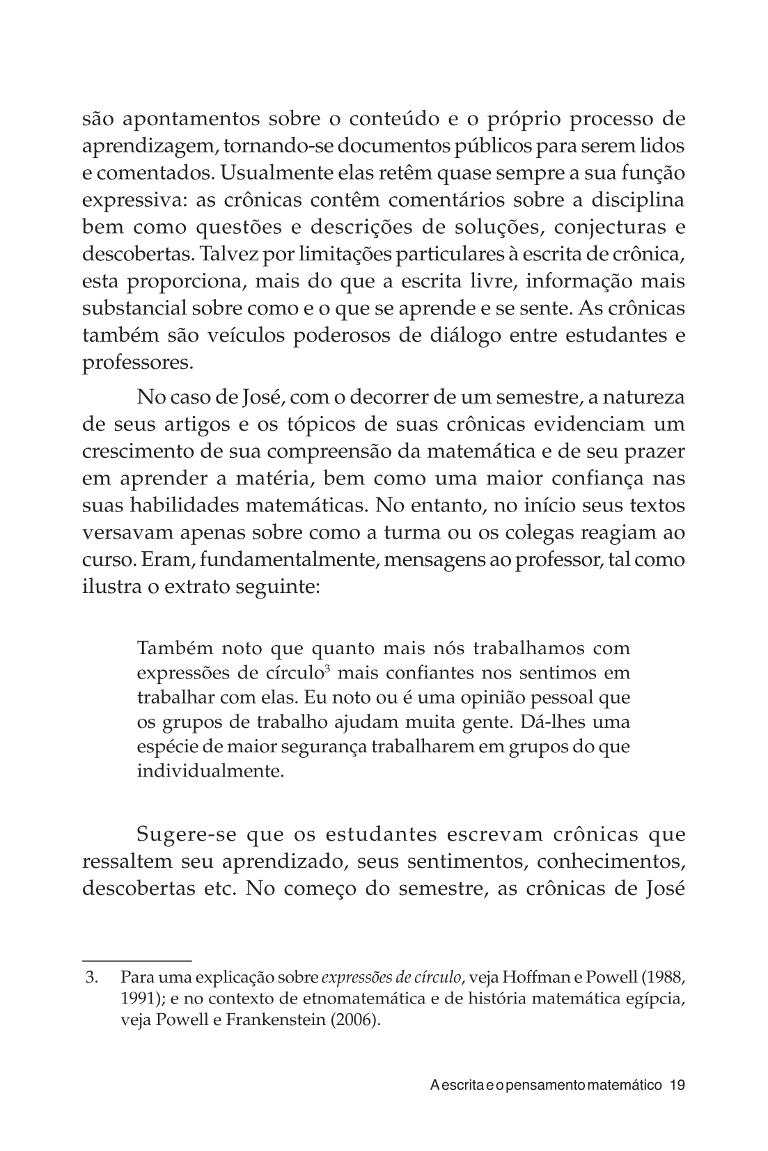 são apontamentos sobre o conteúdo e o próprio processo de
aprendizagem, tornando-se documentos públicos para serem lidos
e comentados. Usualmente elas retêm quase sempre a sua função
expressiva: as crônicas contêm comentários sobre a disciplina
bem como questões e descrições de soluções, conjecturas e
descobertas. Talvez por limitações particulares à escrita de crônica,
esta proporciona, mais do que a escrita livre, informação mais
substancial sobre como e o que se aprende e se sente. As crônicas
também são veículos poderosos de diálogo entre estudantes e
professores.
No caso de José, com o decorrer de um semestre, a natureza
de seus artigos e os tópicos de suas crônicas evidenciam um
crescimento de sua compreensão da matemática e de seu prazer
em aprender a matéria, bem como uma maior confiança nas
suas habilidades matemáticas. No entanto, no início seus textos
versavam apenas sobre como a turma ou os colegas reagiam ao
curso. Eram, fundamentalmente, mensagens ao professor, tal como
ilustra o extrato seguinte:
Também noto que quanto mais nós trabalhamos com
expressões de círculo³ mais confiantes nos sentimos em
trabalhar com elas. Eu noto ou é uma opinião pessoal que
os grupos de trabalho ajudam muita gente. Dá-lhes uma
espécie de maior segurança trabalharem em grupos do que
individualmente.
Sugere-se que os estudantes escrevam crônicas que
ressaltem seu aprendizado, seus sentimentos, conhecimentos,
descobertas etc. No começo do semestre, as crônicas de José
3. Para uma explicação sobre expressões de círculo, veja Hoffman e Powell (1988,
1991); e no contexto de etnomatemática e de história matemática egípcia,
veja Powell e Frankenstein (2006).
A escrita e o pensamento matemático 19